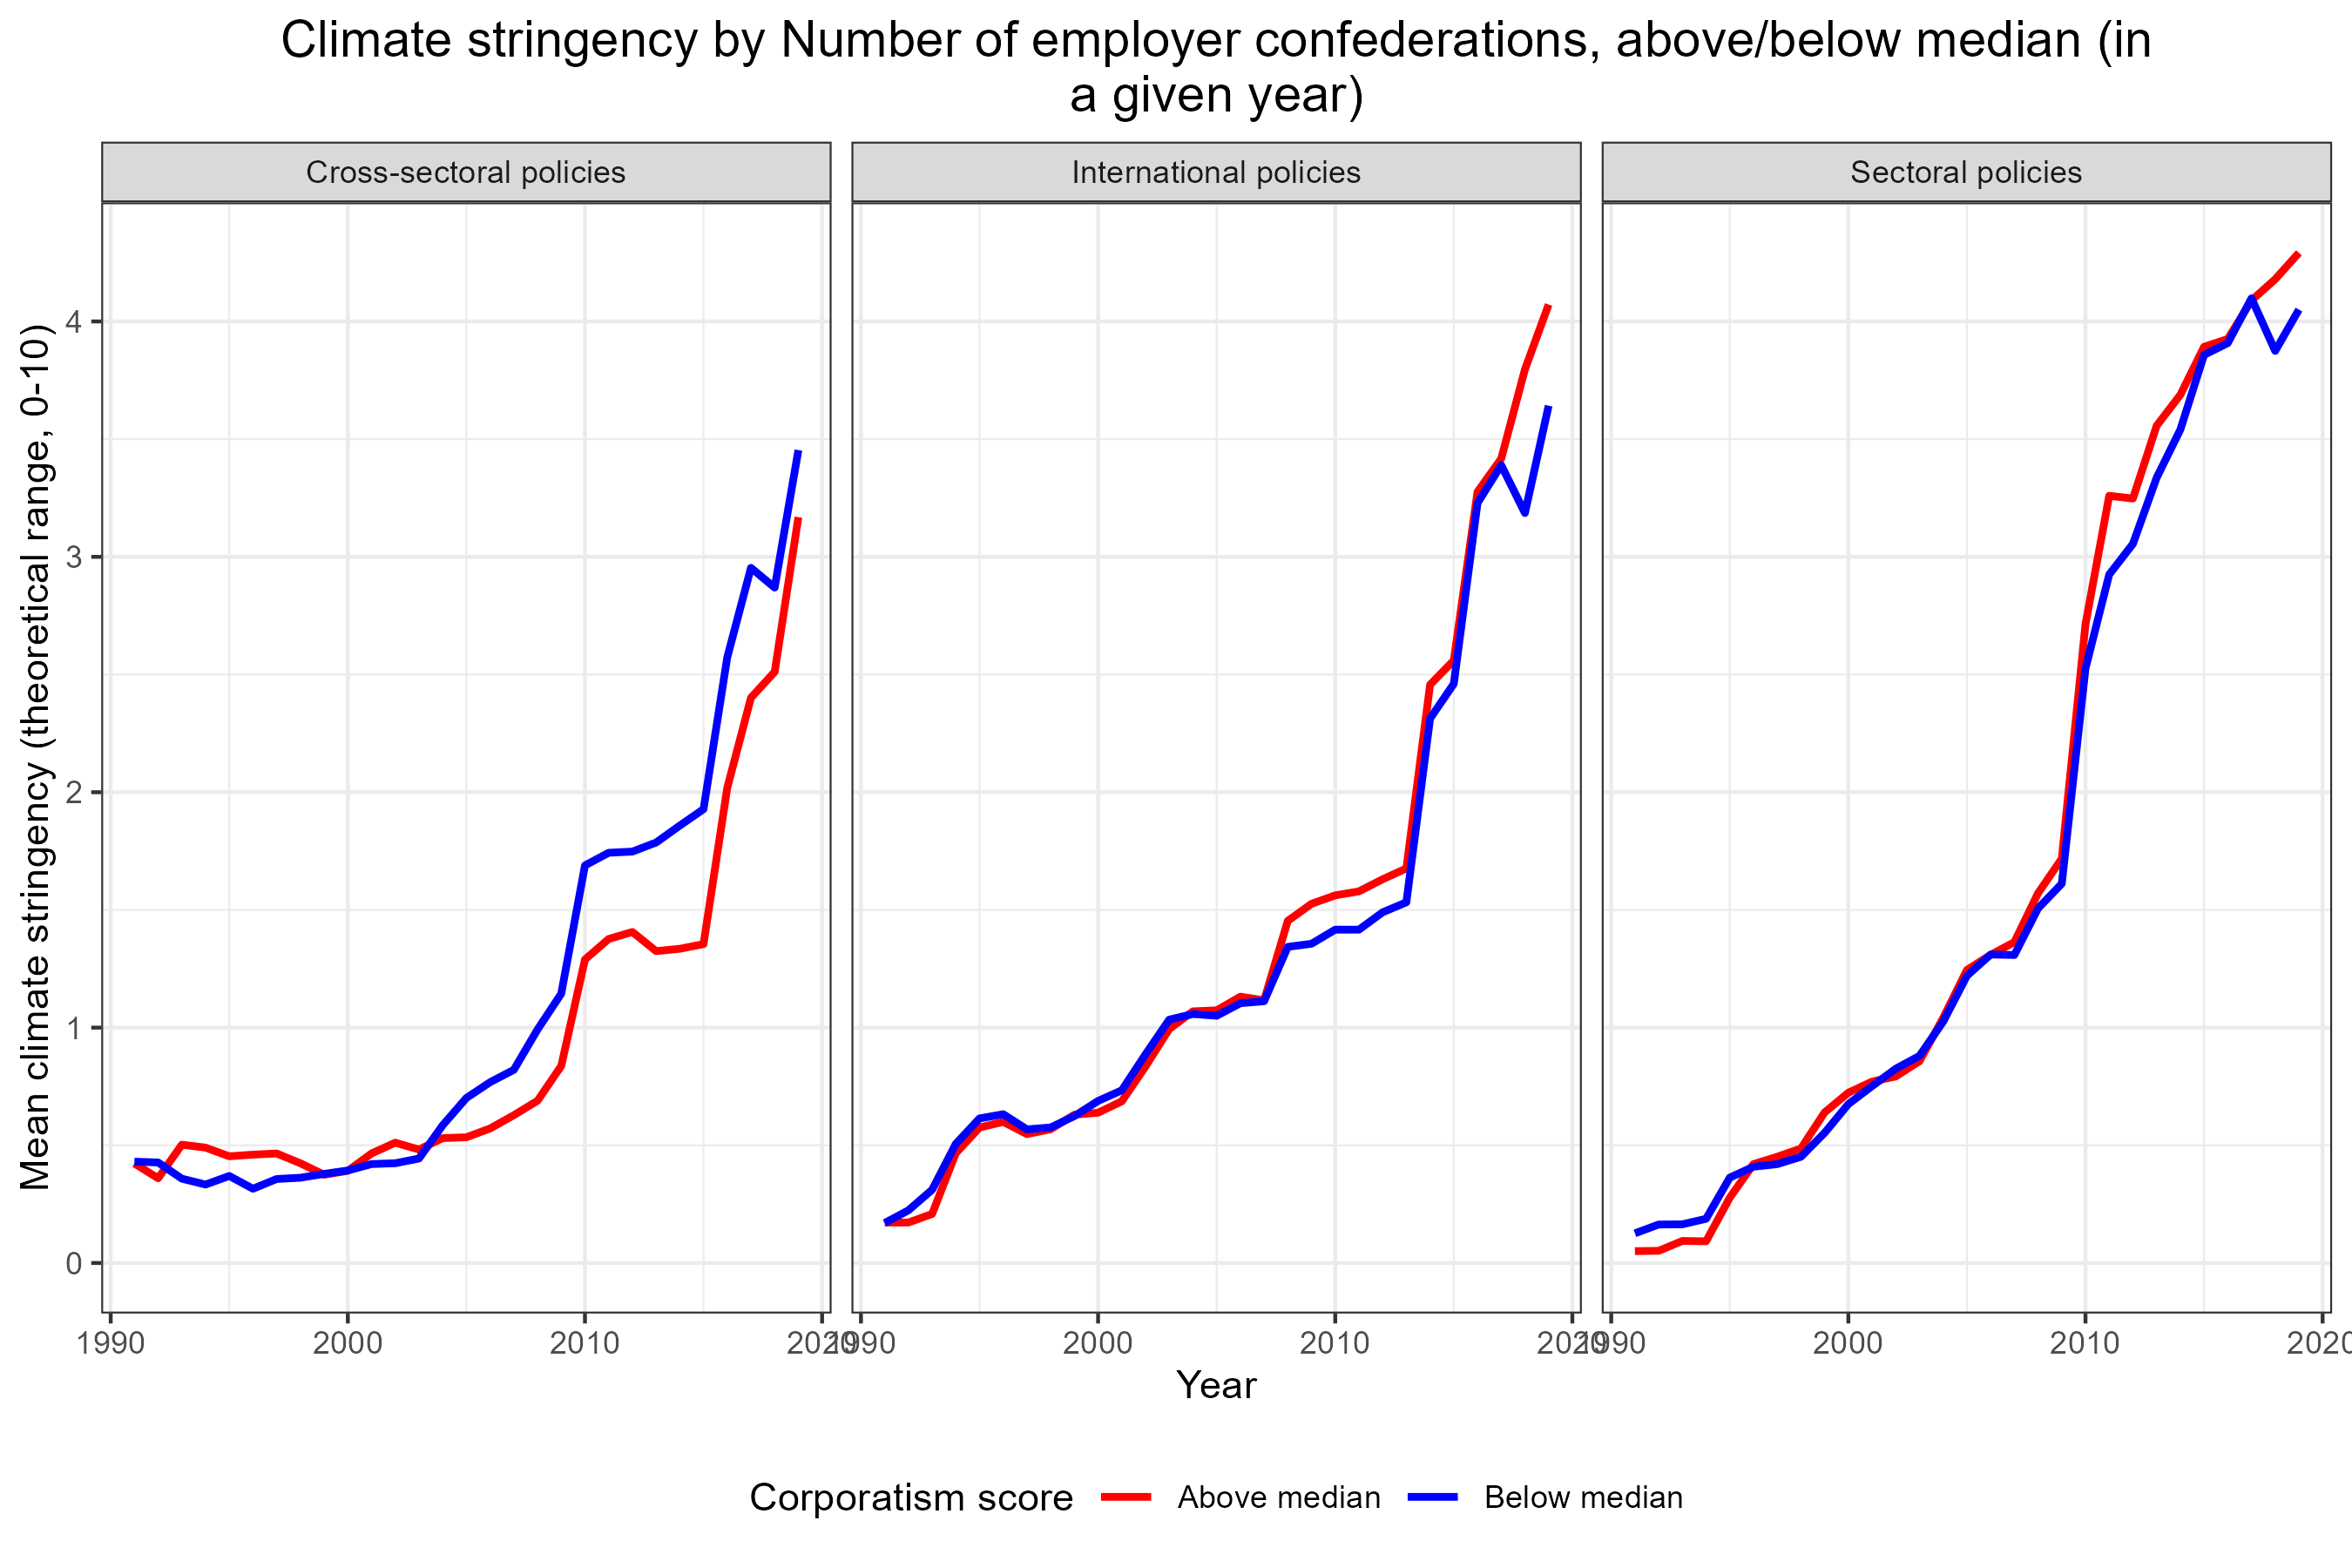 Climate stringency by Number of employer confederations, above/below median (in
a given year)
Cross-sectoral policies
International policies
Sectoral policies
Mean climate stringency (theoretical range, 0-10)
4
3
2
1
0
1990 2000 2010 2020
1990 2000 2010 2020
1990 2000 2010 2020
Year
Corporatism score Above median Below median